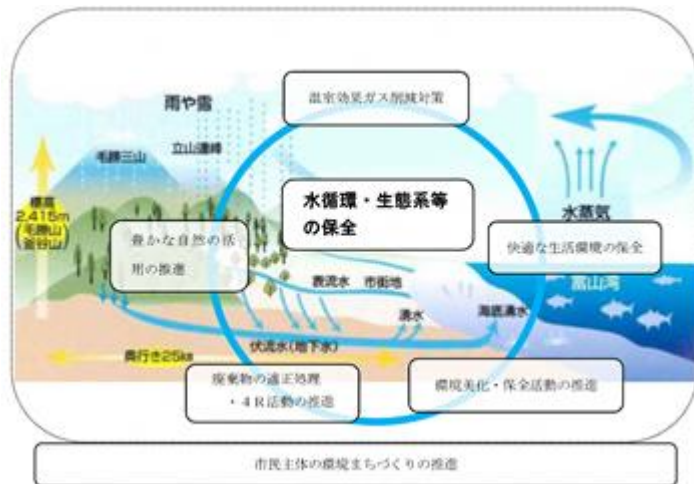 温室効果ガス削減対策
雨や雪
立山連峰
毛勝三山
標高
2,415m
(毛勝山
釜谷山)
水循環・生態系等
の保全
水蒸気
豊かな自然の活
用の推進
快適な生活環境の保全
富山湾
表流水 市街地
湧水
海底湧水
伏流水(地下水)
奥行き25km
廃棄物の適正処理
・4R活動の推進
環境美化・保全活動の推進
市民主体の環境まちづくりの推進